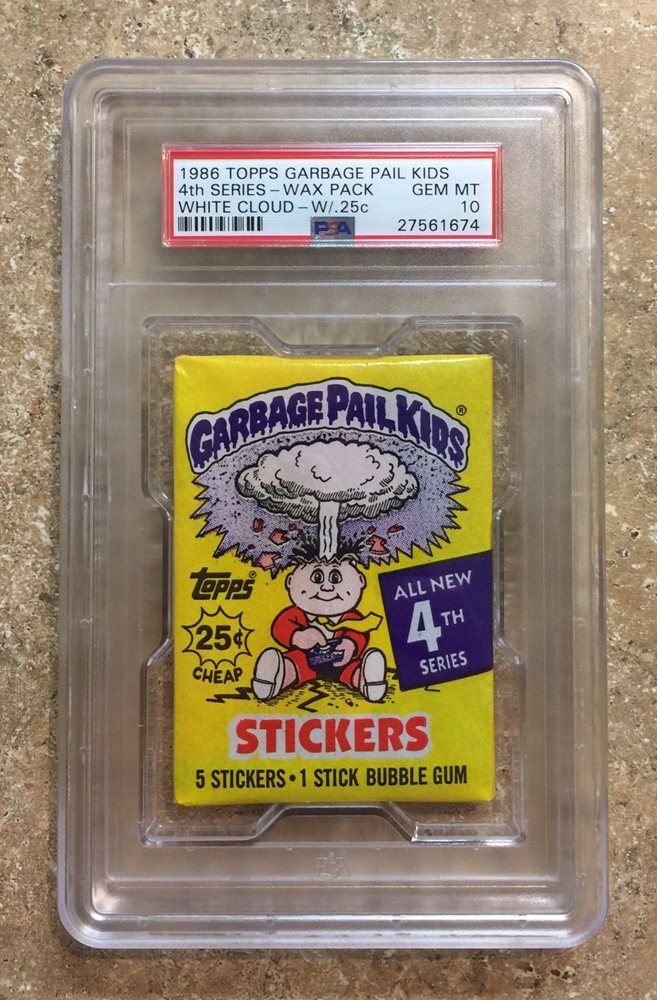 1986 TOPPS GARBAGE PAIL KIDS
4th SERIES-WAX PACK GEM MT
WHITE CLOUD-W/.25c 10
PSA 27561674
GARBAGE PAIL KIDS®
topps®
25¢
CHEAP
ALL NEW
4TH
SERIES
STICKERS
5 STICKERS • 1 STICK BUBBLE GUM